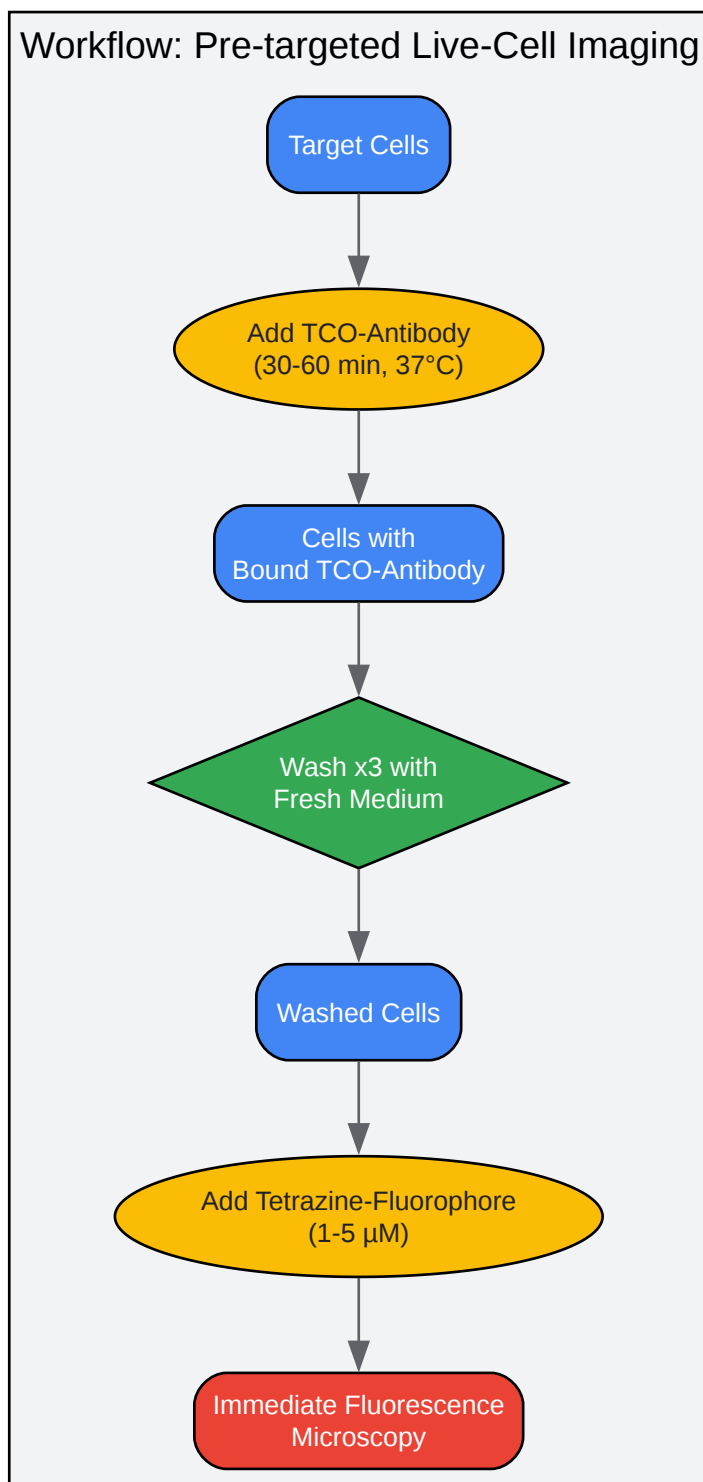 Workflow: Pre-targeted Live-Cell Imaging
Target Cells
Add TCO-Antibody
(30-60 min, 37°C)
Cells with
Bound TCO-Antibody
Wash x3 with
Fresh Medium
Washed Cells
Add Tetrazine-Fluorophore
(1-5 µM)
Immediate Fluorescence
Microscopy